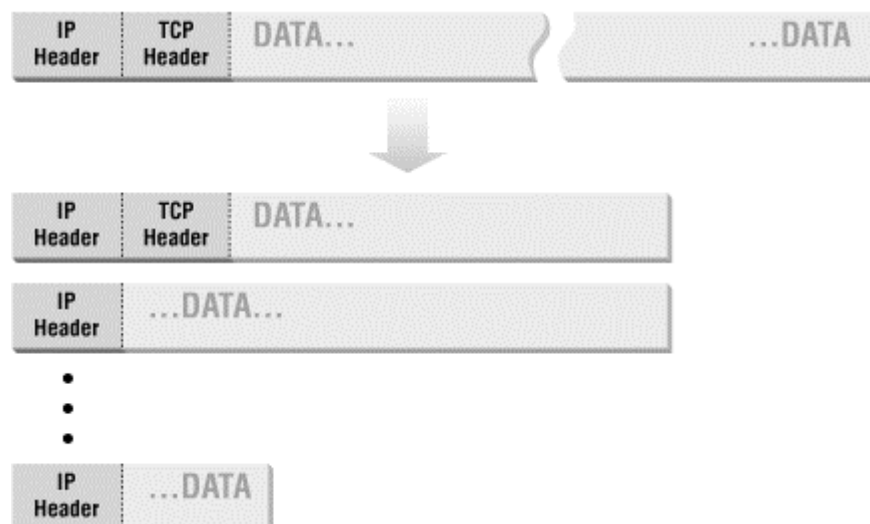 IP Header TCP Header DATA... ...DATA
IP Header TCP Header DATA...
IP Header ...DATA...
IP Header ...DATA